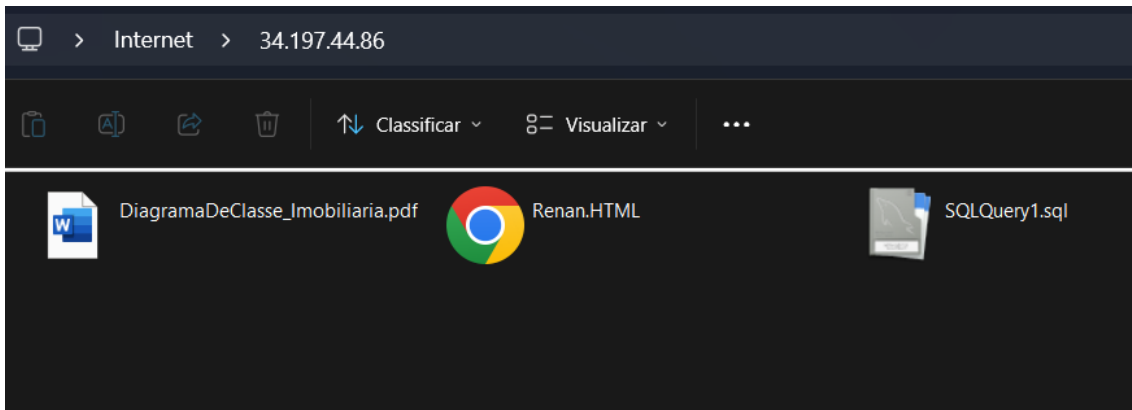 Internet > 34.197.44.86
Classificar Visualizar
DiagramaDeClasse_Imobiliaria.pdf Renan.HTML SQLQuery1.sql